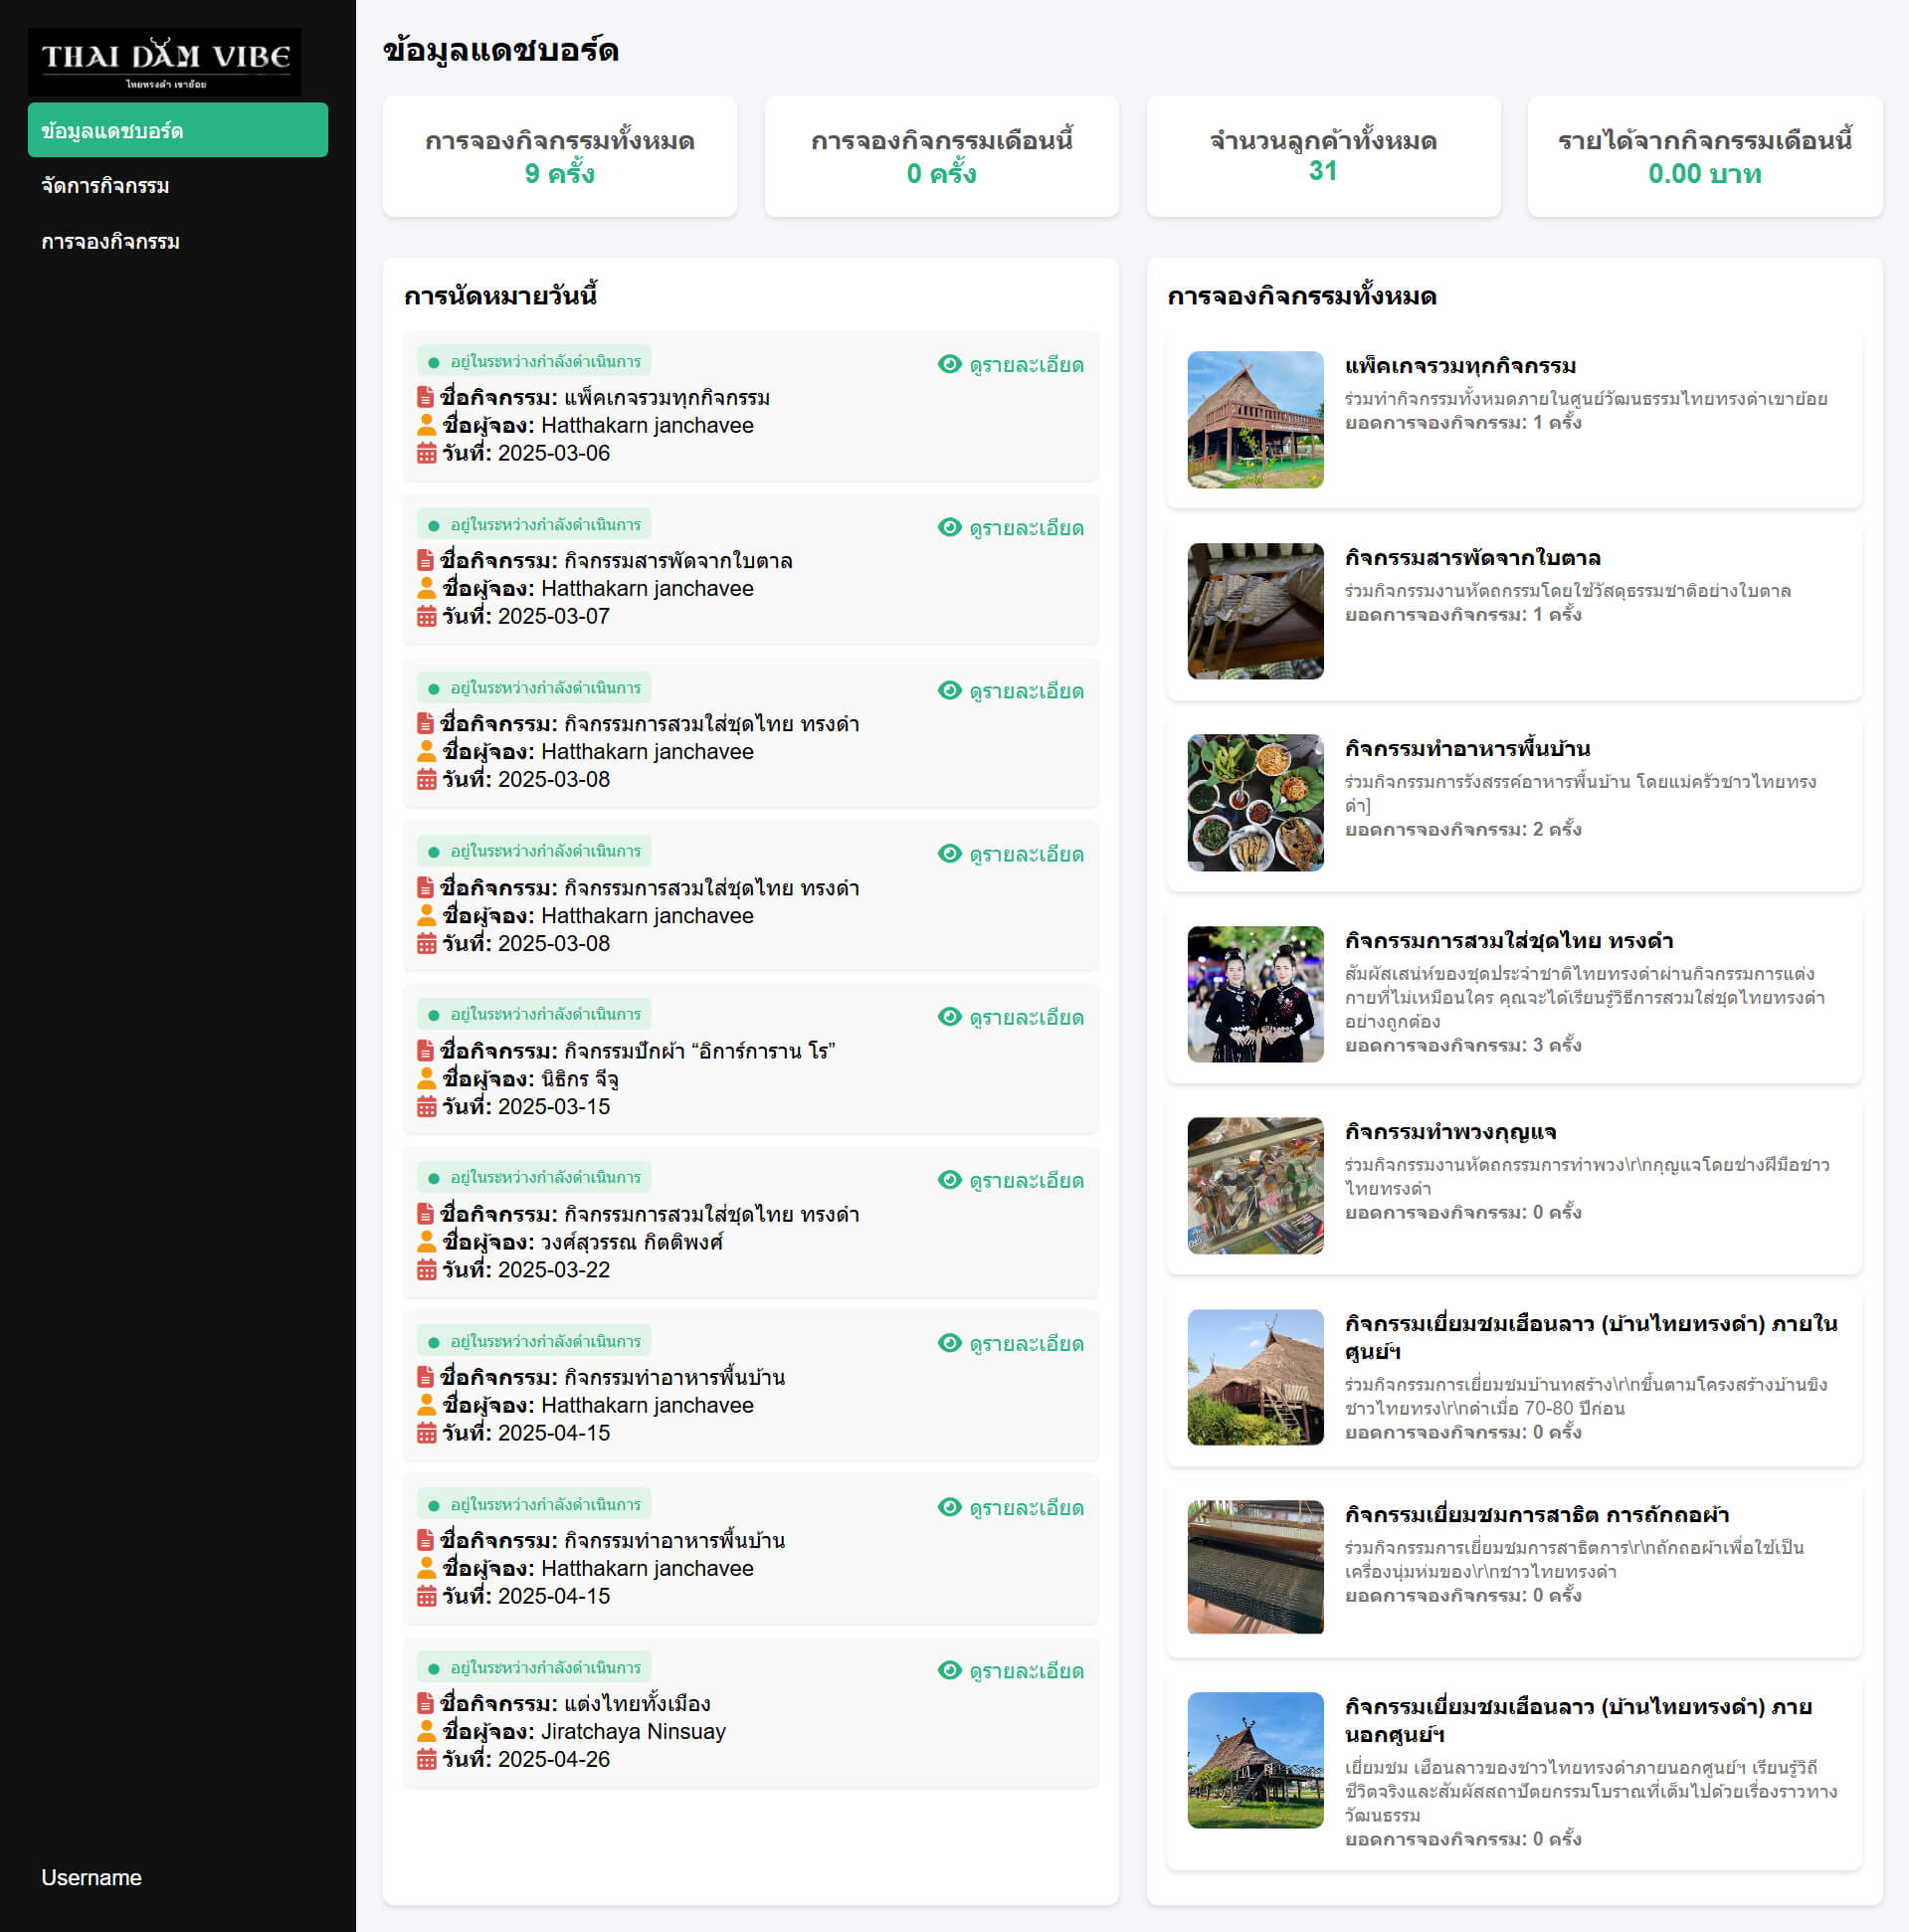 THAI DAM VIBE
ไทยทรงดำ เขาย้อย
ข้อมูลแดชบอร์ด
จัดการกิจกรรม
การจองกิจกรรม
Username
ข้อมูลแดชบอร์ด
การจองกิจกรรมทั้งหมด
9 ครั้ง
การจองกิจกรรมเดือนนี้
0 ครั้ง
จำนวนลูกค้าทั้งหมด
31
รายได้จากกิจกรรมเดือนนี้
0.00 บาท
การนัดหมายวันนี้
อยู่ในระหว่างกำลังดำเนินการ
ดูรายละเอียด
ชื่อกิจกรรม: แพ็คเกจรวมทุกกิจกรรม
ชื่อผู้จอง: Hatthakarn janchavee
วันที่: 2025-03-06
อยู่ในระหว่างกำลังดำเนินการ
ดูรายละเอียด
ชื่อกิจกรรม: กิจกรรมสารพัดจากใบตาล
ชื่อผู้จอง: Hatthakarn janchavee
วันที่: 2025-03-07
อยู่ในระหว่างกำลังดำเนินการ
ดูรายละเอียด
ชื่อกิจกรรม: กิจกรรมการสวมใส่ชุดไทย ทรงดำ
ชื่อผู้จอง: Hatthakarn janchavee
วันที่: 2025-03-08
อยู่ในระหว่างกำลังดำเนินการ
ดูรายละเอียด
ชื่อกิจกรรม: กิจกรรมการสวมใส่ชุดไทย ทรงดำ
ชื่อผู้จอง: Hatthakarn janchavee
วันที่: 2025-03-08
อยู่ในระหว่างกำลังดำเนินการ
ดูรายละเอียด
ชื่อกิจกรรม: กิจกรรมปักผ้า “อิการ์การาน โร”
ชื่อผู้จอง: นิธิกร จีจู
วันที่: 2025-03-15
อยู่ในระหว่างกำลังดำเนินการ
ดูรายละเอียด
ชื่อกิจกรรม: กิจกรรมการสวมใส่ชุดไทย ทรงดำ
ชื่อผู้จอง: วงศ์สุวรรณ กิตติพงศ์
วันที่: 2025-03-22
อยู่ในระหว่างกำลังดำเนินการ
ดูรายละเอียด
ชื่อกิจกรรม: กิจกรรมทำอาหารพื้นบ้าน
ชื่อผู้จอง: Hatthakarn janchavee
วันที่: 2025-04-15
อยู่ในระหว่างกำลังดำเนินการ
ดูรายละเอียด
ชื่อกิจกรรม: กิจกรรมทำอาหารพื้นบ้าน
ชื่อผู้จอง: Hatthakarn janchavee
วันที่: 2025-04-15
อยู่ในระหว่างกำลังดำเนินการ
ดูรายละเอียด
ชื่อกิจกรรม: แต่งไทยทั้งเมือง
ชื่อผู้จอง: Jiratchaya Ninsuay
วันที่: 2025-04-26
การจองกิจกรรมทั้งหมด
แพ็คเกจรวมทุกกิจกรรม
ร่วมทำกิจกรรมทั้งหมดภายในศูนย์วัฒนธรรมไทยทรงดำเขาย้อย
ยอดการจองกิจกรรม: 1 ครั้ง
กิจกรรมสารพัดจากใบตาล
ร่วมกิจกรรมงานหัตถกรรมโดยใช้วัสดุธรรมชาติอย่างใบตาล
ยอดการจองกิจกรรม: 1 ครั้ง
กิจกรรมทำอาหารพื้นบ้าน
ร่วมกิจกรรมการรังสรรค์อาหารพื้นบ้าน โดยแม่ครัวชาวไทยทรง
ดำ]
ยอดการจองกิจกรรม: 2 ครั้ง
กิจกรรมการสวมใส่ชุดไทย ทรงดำ
สัมผัสเสน่ห์ของชุดประจำชาติไทยทรงดำผ่านกิจกรรมการแต่ง
กายที่ไม่เหมือนใคร คุณจะได้เรียนรู้วิธีการสวมใส่ชุดไทยทรงดำ
อย่างถูกต้อง
ยอดการจองกิจกรรม: 3 ครั้ง
กิจกรรมทำพวงกุญแจ
ร่วมกิจกรรมงานหัตถกรรมการทำพวง\r\nกุญแจโดยช่างฝีมือชาว
ไทยทรงดำ
ยอดการจองกิจกรรม: 0 ครั้ง
กิจกรรมเยี่ยมชมเฮือนลาว (บ้านไทยทรงดำ) ภายใน
ศูนย์ฯ
ร่วมกิจกรรมการเยี่ยมชมบ้านทสร้าง\r\nขึ้นตามโครงสร้างบ้านขิง
ชาวไทยทรง\r\nดำเมื่อ 70-80 ปีก่อน
ยอดการจองกิจกรรม: 0 ครั้ง
กิจกรรมเยี่ยมชมการสาธิต การถักถอผ้า
ร่วมกิจกรรมการเยี่ยมชมการสาธิตการ\r\nถักถอผ้าเพื่อใช้เป็น
เครื่องนุ่มห่มของ\r\nชาวไทยทรงดำ
ยอดการจองกิจกรรม: 0 ครั้ง
กิจกรรมเยี่ยมชมเฮือนลาว (บ้านไทยทรงดำ) ภาย
นอกศูนย์ฯ
เยี่ยมชม เฮือนลาวของชาวไทยทรงดำภายนอกศูนย์ฯ เรียนรู้วิถี
ชีวิตจริงและสัมผัสสถาปัตยกรรมโบราณที่เต็มไปด้วยเรื่องราวทาง
วัฒนธรรม
ยอดการจองกิจกรรม: 0 ครั้ง